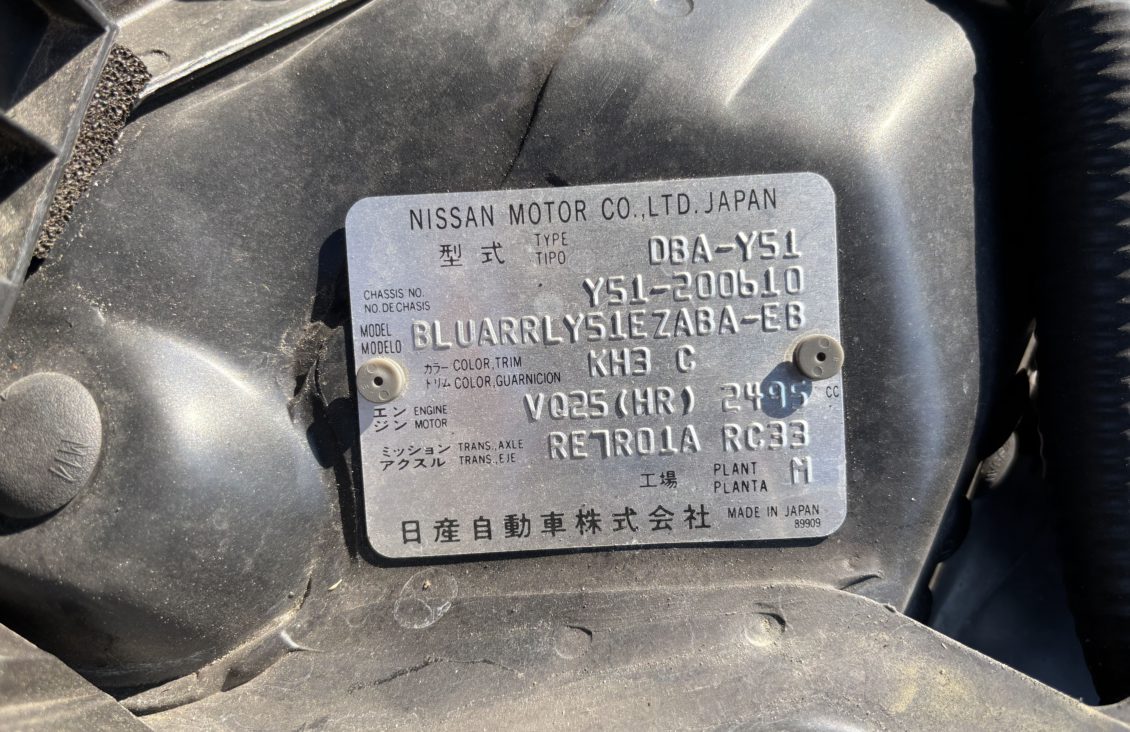 NISSAN MOTOR CO.,LTD. JAPAN
型式 TYPE TIPO DBA-Y51
CHASSIS NO. NO. DE CHASIS Y51-200610
MODEL MODELO BLUARRLY51EZABA-EB
カラー COLOR,TRIM トリム COLOR,GUARNICION KH3 C
エンジン ENGINE MOTOR VQ25(HR) 2495 CC
ミッション アクスル TRANS.,AXLE TRANS.,EJE RE7R01A RC33
工場 PLANT PLANTA M
日産自動車株式会社 MADE IN JAPAN
89909